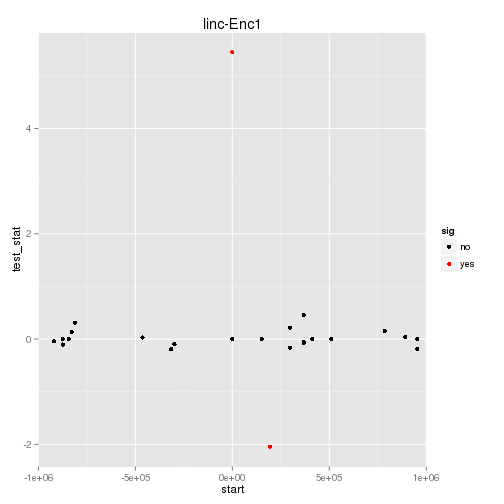 linc-Enc1
4
2
0
-2
test_stat
-1e+06
-5e+05
0e+00
5e+05
1e+06
start
sig
no
yes